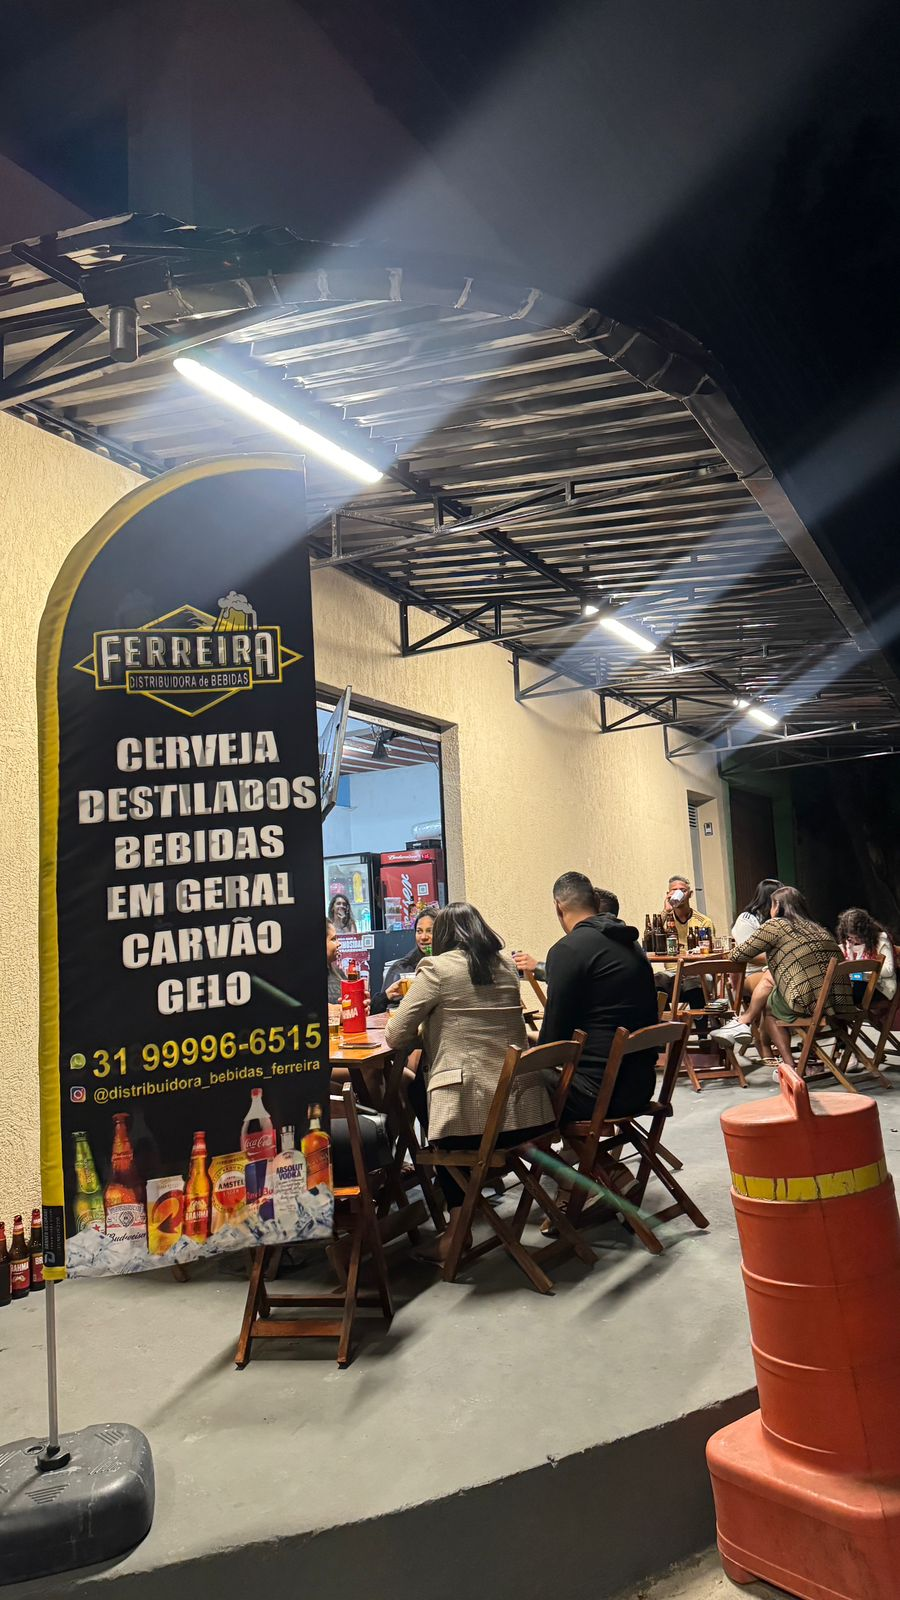 FERREIRA
DISTRIBUIDORA de BEBIDAS
CERVEJA
DESTILADOS
BEBIDAS
EM GERAL
CARVÃO
GELO
31 99996-6515
@distribuidora_bebidas_ferreira
Coca-Cola
ABSOLUT
VODKA
AMSTEL
BRAHMA
Budweiser
Budweiser